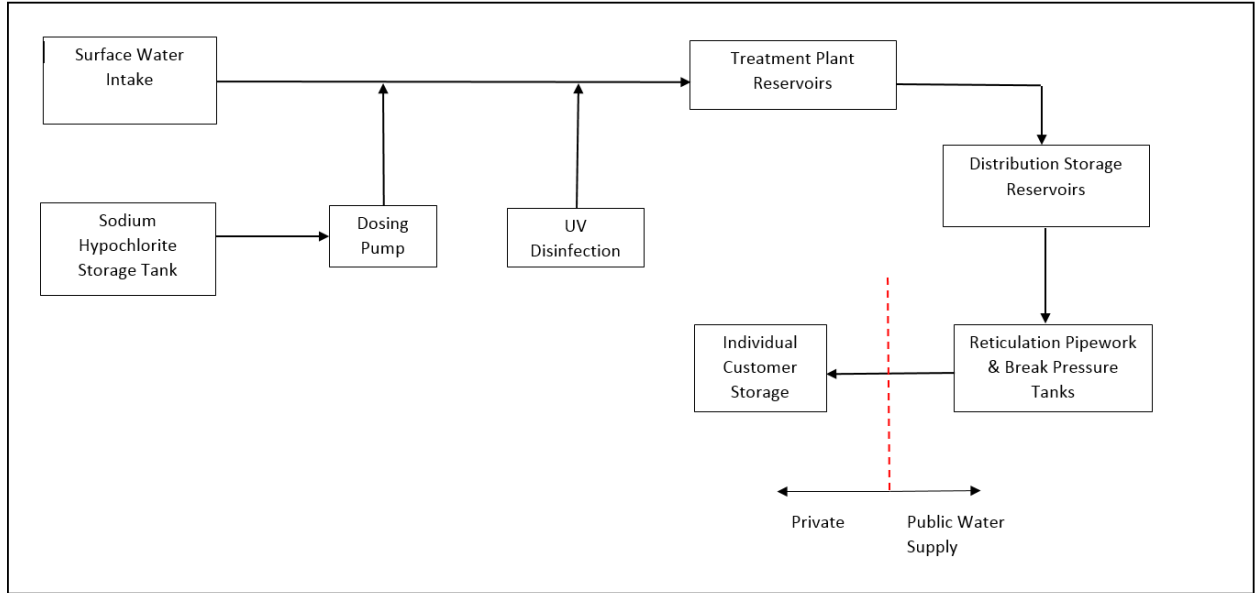 Surface Water
Intake
Treatment Plant
Reservoirs
Distribution Storage
Reservoirs
Sodium
Hypochlorite
Storage Tank
Dosing
Pump
UV
Disinfection
Individual
Customer
Storage
Reticulation Pipework
& Break Pressure
Tanks
Private
Public Water
Supply